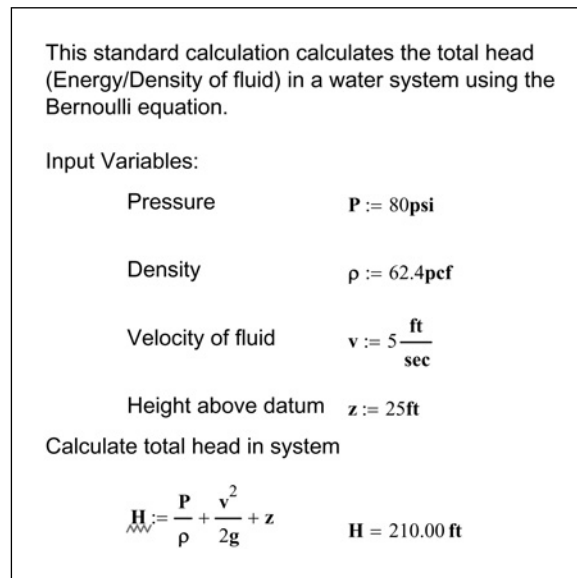 This standard calculation calculates the total head
(Energy/Density of fluid) in a water system using the
Bernoulli equation.
Input Variables:
Pressure P := 80psi
Density ρ := 62.4pcf
Velocity of fluid v := 5 ft/sec
Height above datum z := 25ft
Calculate total head in system
H := P/ρ + v²/2g + z H = 210.00 ft